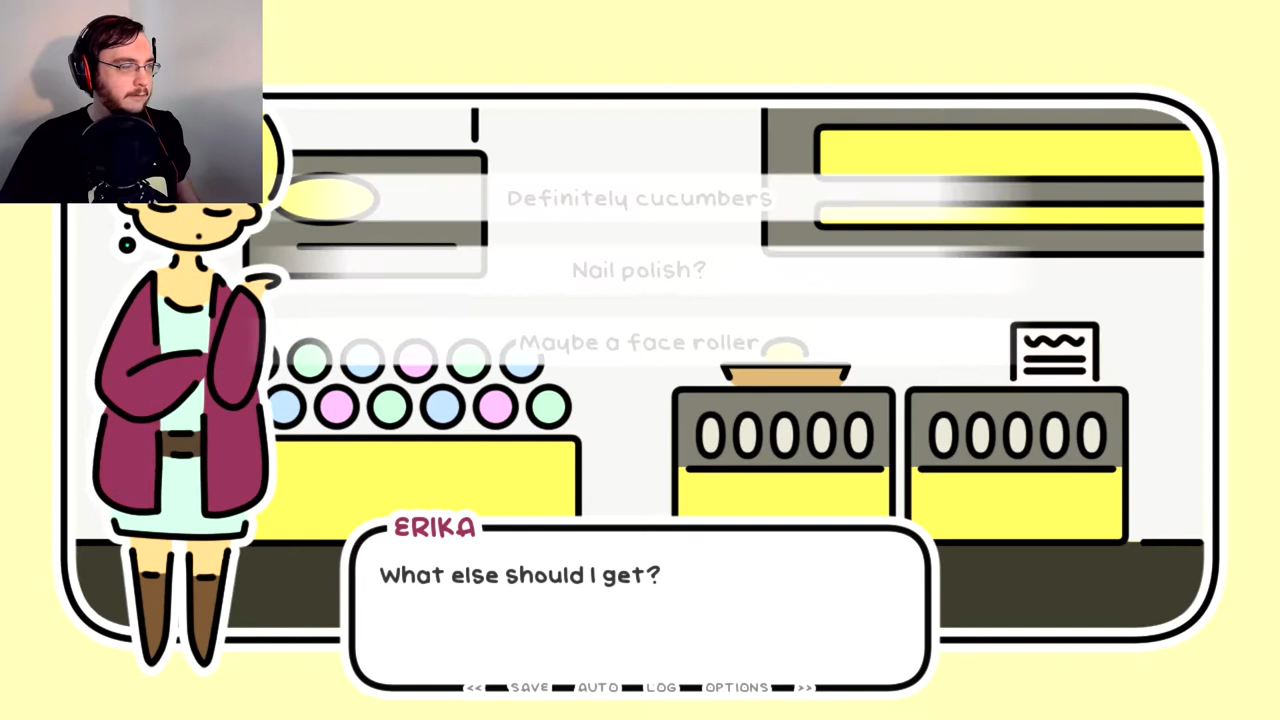 Definitely cucumbers
Nail polish?
Maybe a face roller
ERIKA
What else should I get?
<< SAVE AUTO LOG OPTIONS >>